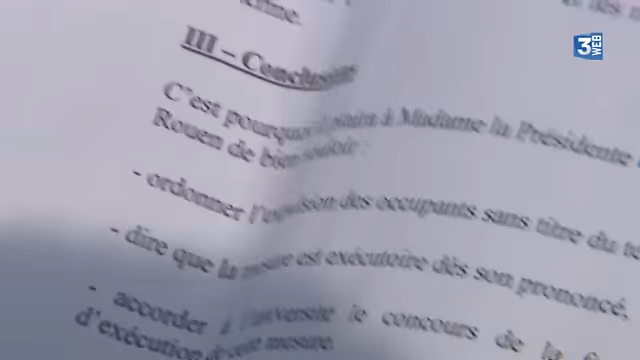 III – Conclusion
C'est pourquoi à Madame la Présidente
Rouen de bien vouloir :
- ordonner l'expulsion des occupants sans titre du
- dire que la mesure est exécutoire dès son prononcé,
- accorder à l'université le concours de la
d'exécution de cette mesure.
3 WEB